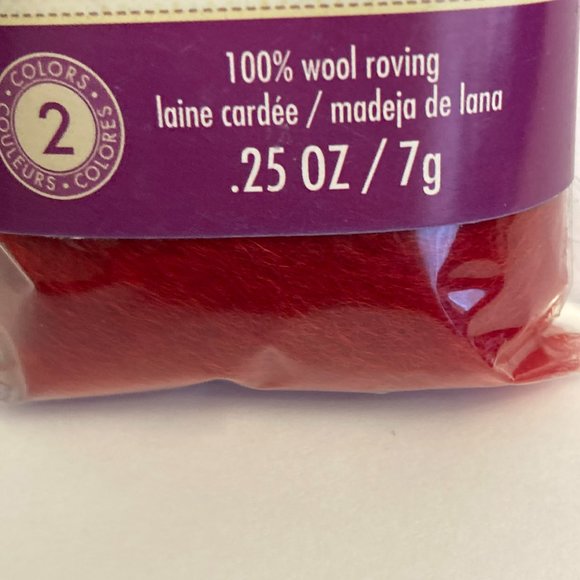 COLORS • COLORES • COULEURS •
2
100% wool roving
laine cardée / madeja de lana
.25 OZ / 7g